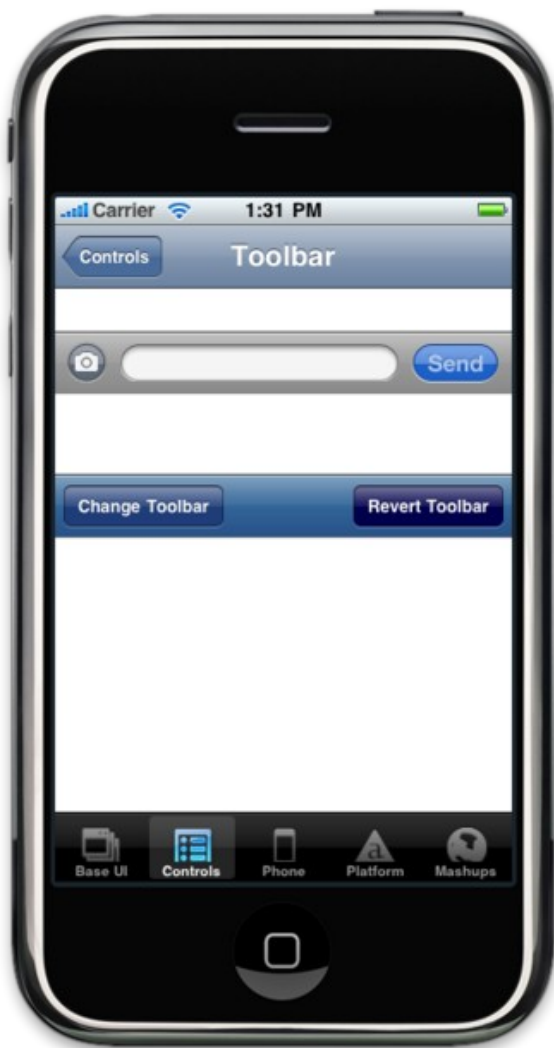 Carrier 1:31 PM
Controls Toolbar
Send
Change Toolbar Revert Toolbar
Base UI Controls Phone Platform Mashups